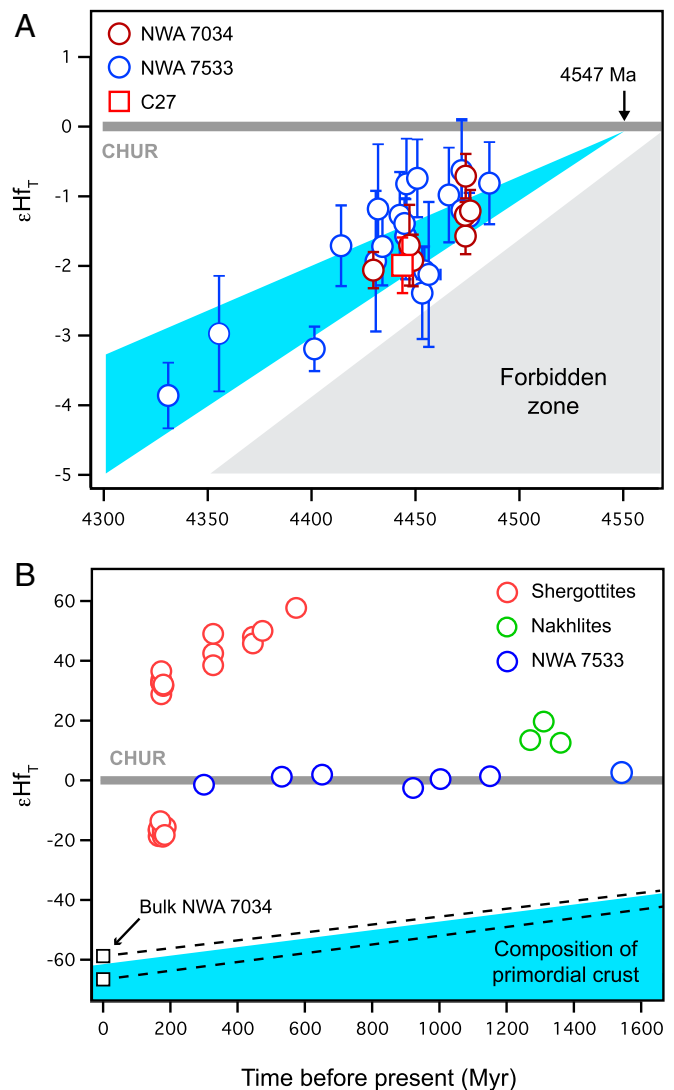 A
NWA 7034
NWA 7533
C27
4547 Ma
CHUR
Forbidden
zone
εHf_T
1
0
-1
-2
-3
-4
-5
4300
4350
4400
4450
4500
4550
B
Shergottites
Nakhlites
NWA 7533
CHUR
Bulk NWA 7034
Composition of
primordial crust
εHf_T
60
40
20
0
-20
-40
-60
0
200
400
600
800
1000
1200
1400
1600
Time before present (Myr)